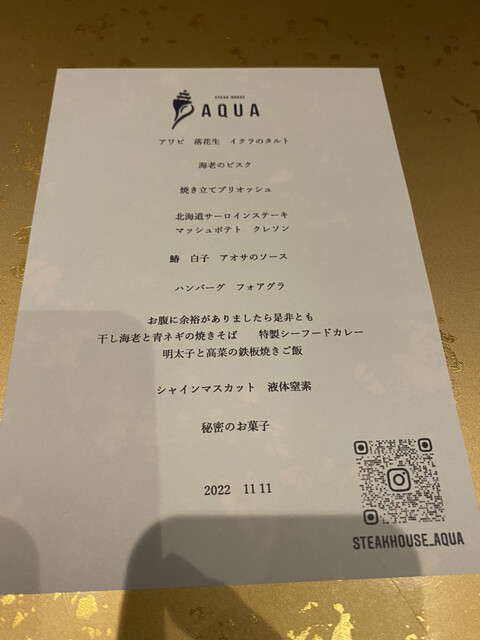 STEAK HOUSE
AQUA
アワビ　落花生　イクラのタルト
海老のビスク
焼き立てブリオッシュ
北海道サーロインステーキ
マッシュポテト　クレソン
鰆　白子　アオサのソース
ハンバーグ　フォアグラ
お腹に余裕がありましたら是非とも
干し海老と青ネギの焼きそば　特製シーフードカレー
明太子と高菜の鉄板焼きご飯
シャインマスカット　液体窒素
秘密のお菓子
2022　11 11
STEAKHOUSE_AQUA